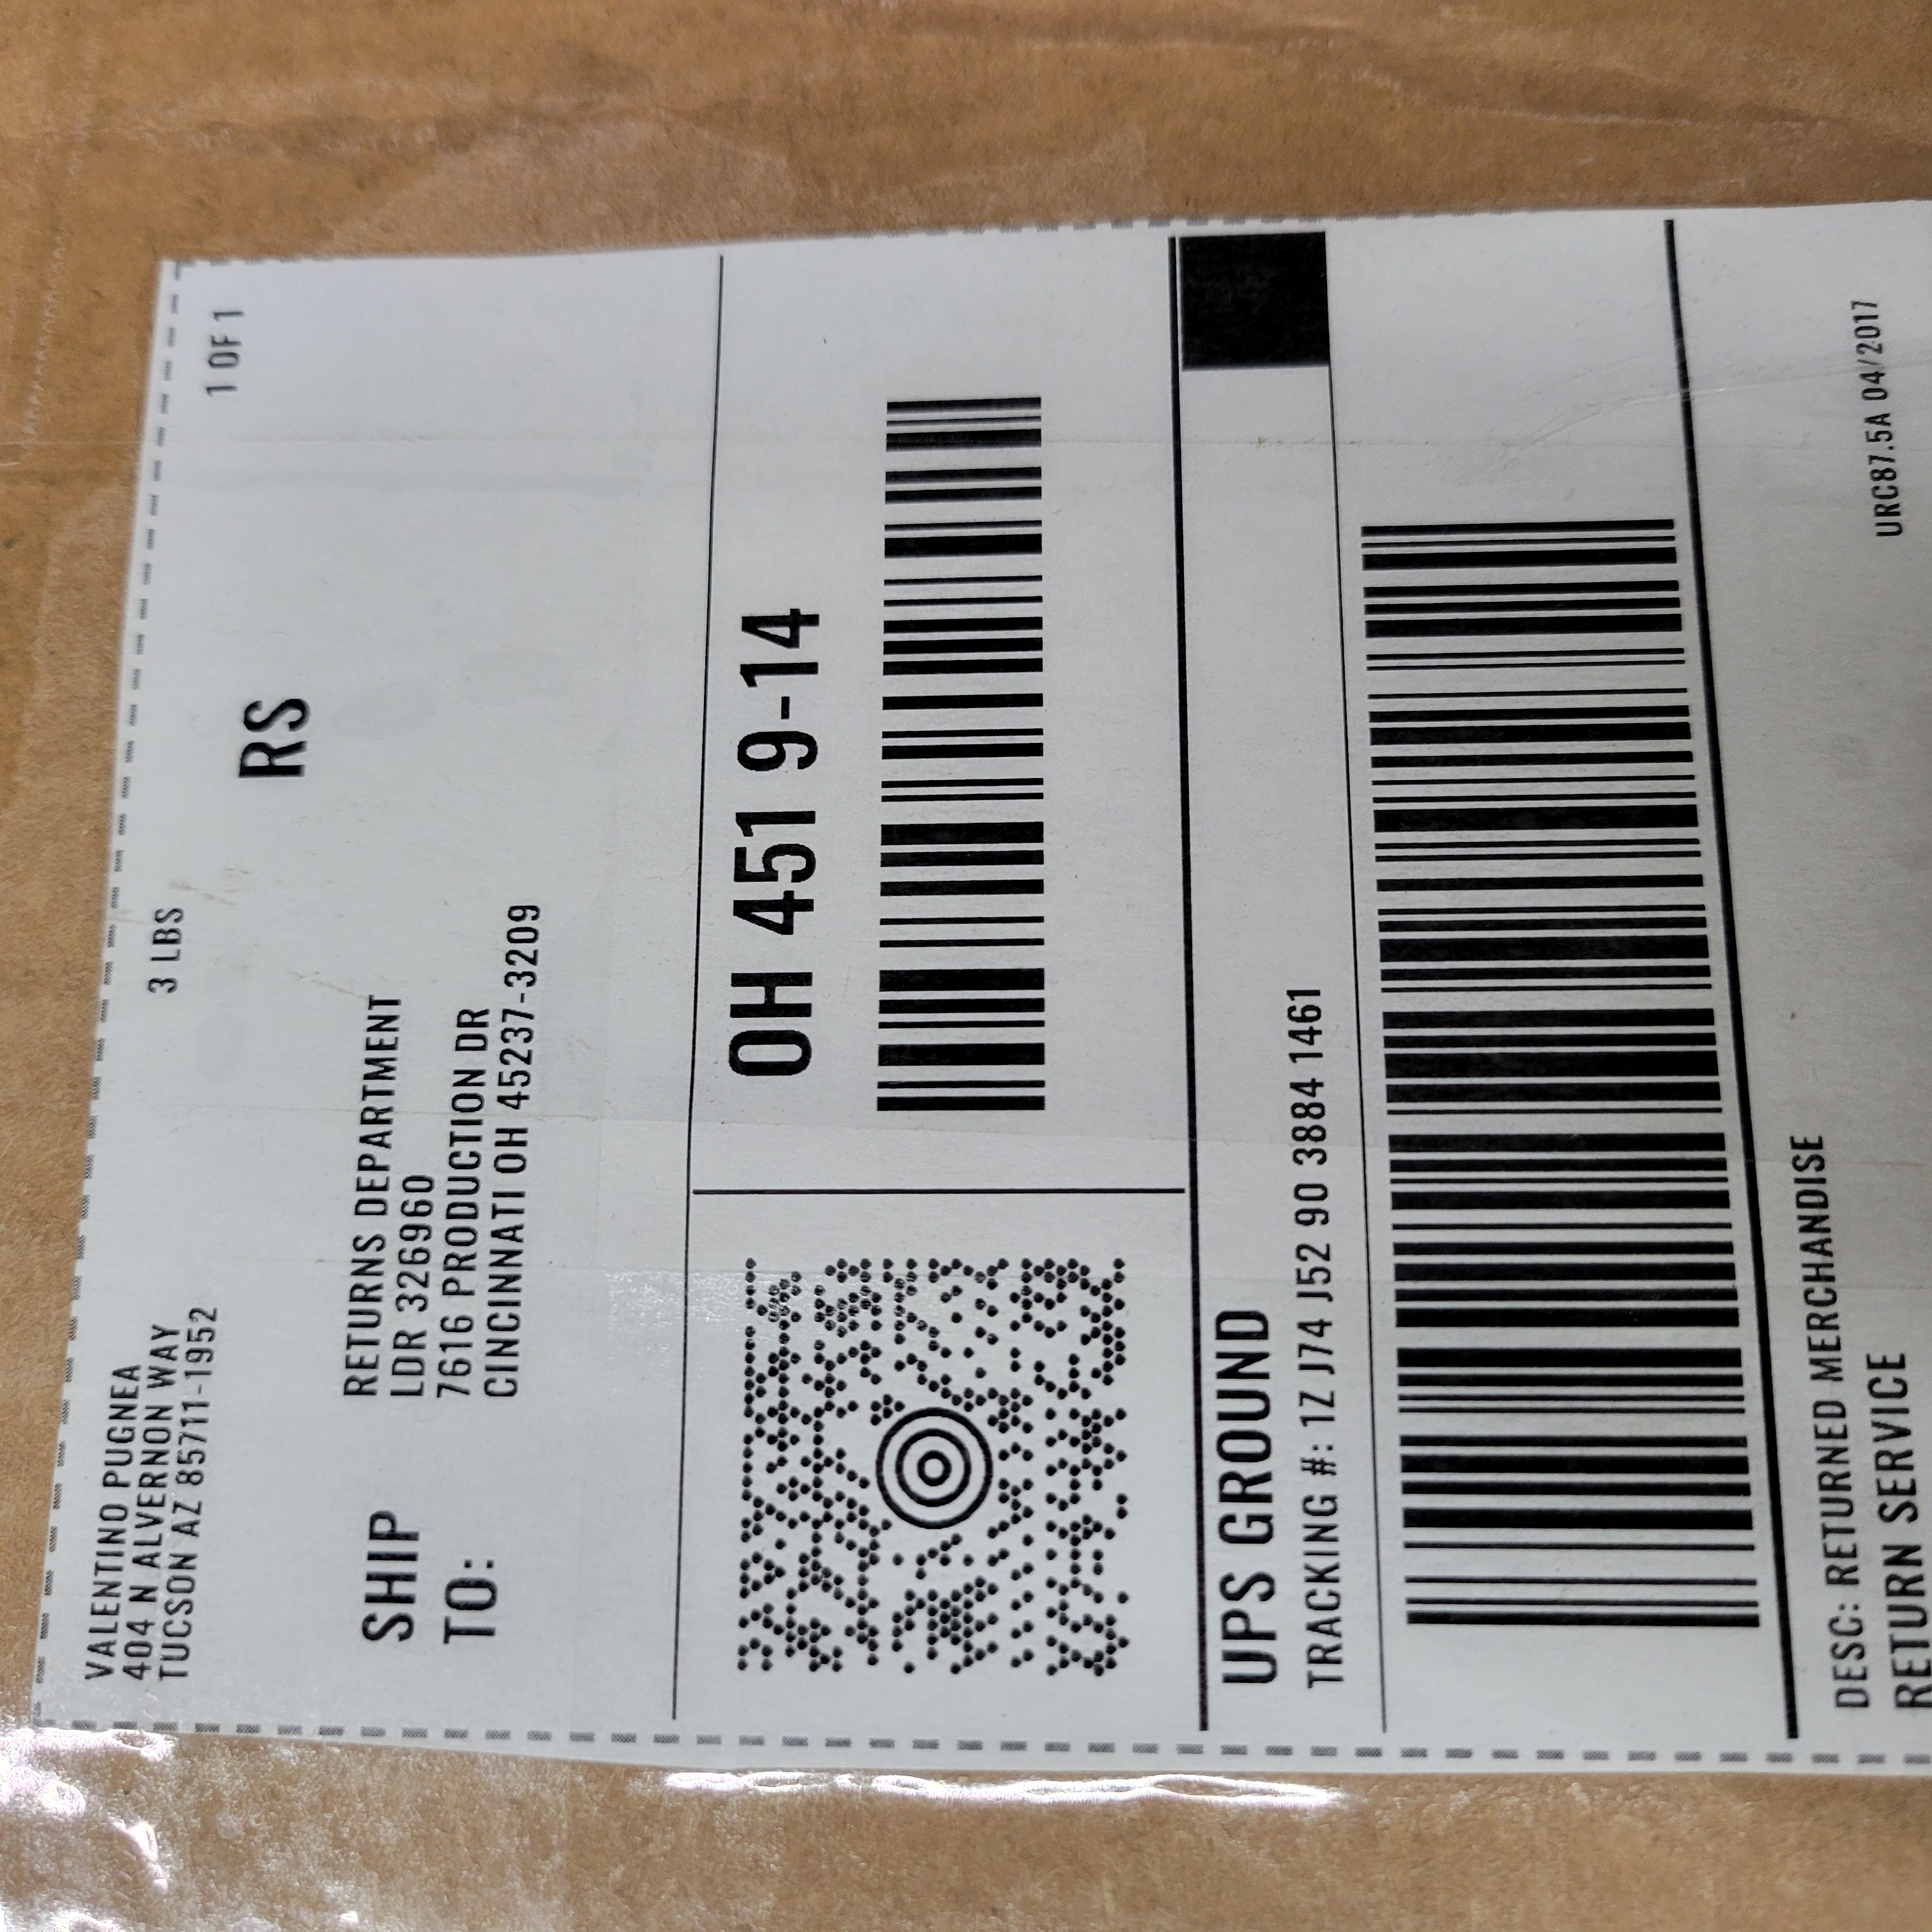 VALENTINO PUGNEA
404 N ALVERNON WAY
TUCSON AZ 85711-1952
3 LBS
1 OF 1
RS
SHIP
TO:
RETURNS DEPARTMENT
LDR 326960
7616 PRODUCTION DR
CINCINNATI OH 45237-3209
OH 451 9-14
UPS GROUND
TRACKING #: 1Z J74 J52 90 3884 1461
DESC: RETURNED MERCHANDISE
RETURN SERVICE
URC87.5A 04/2017